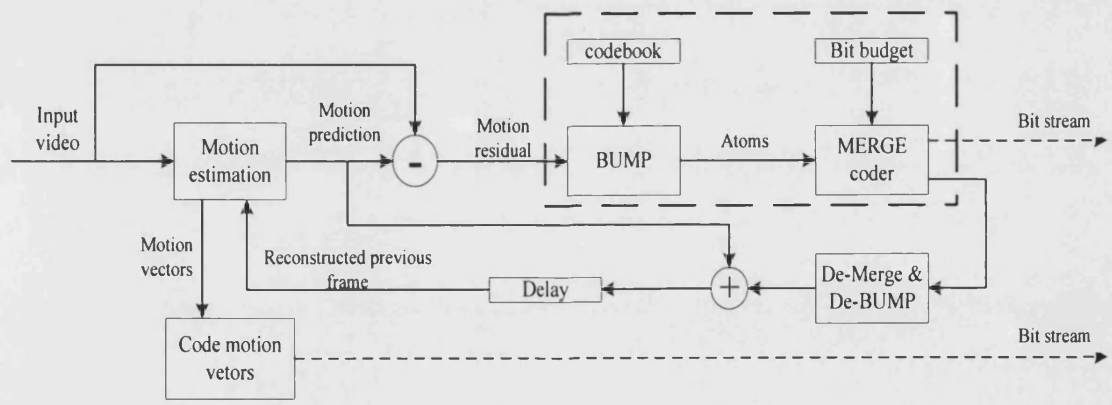 codebook
Bit budget
Input
video
Motion
prediction
Motion
residual
Motion
estimation
-
BUMP
Atoms
MERGE
coder
Bit stream
Motion
vectors
Reconstructed previous
frame
Delay
+
De-Merge &
De-BUMP
Code motion
vetors
Bit stream